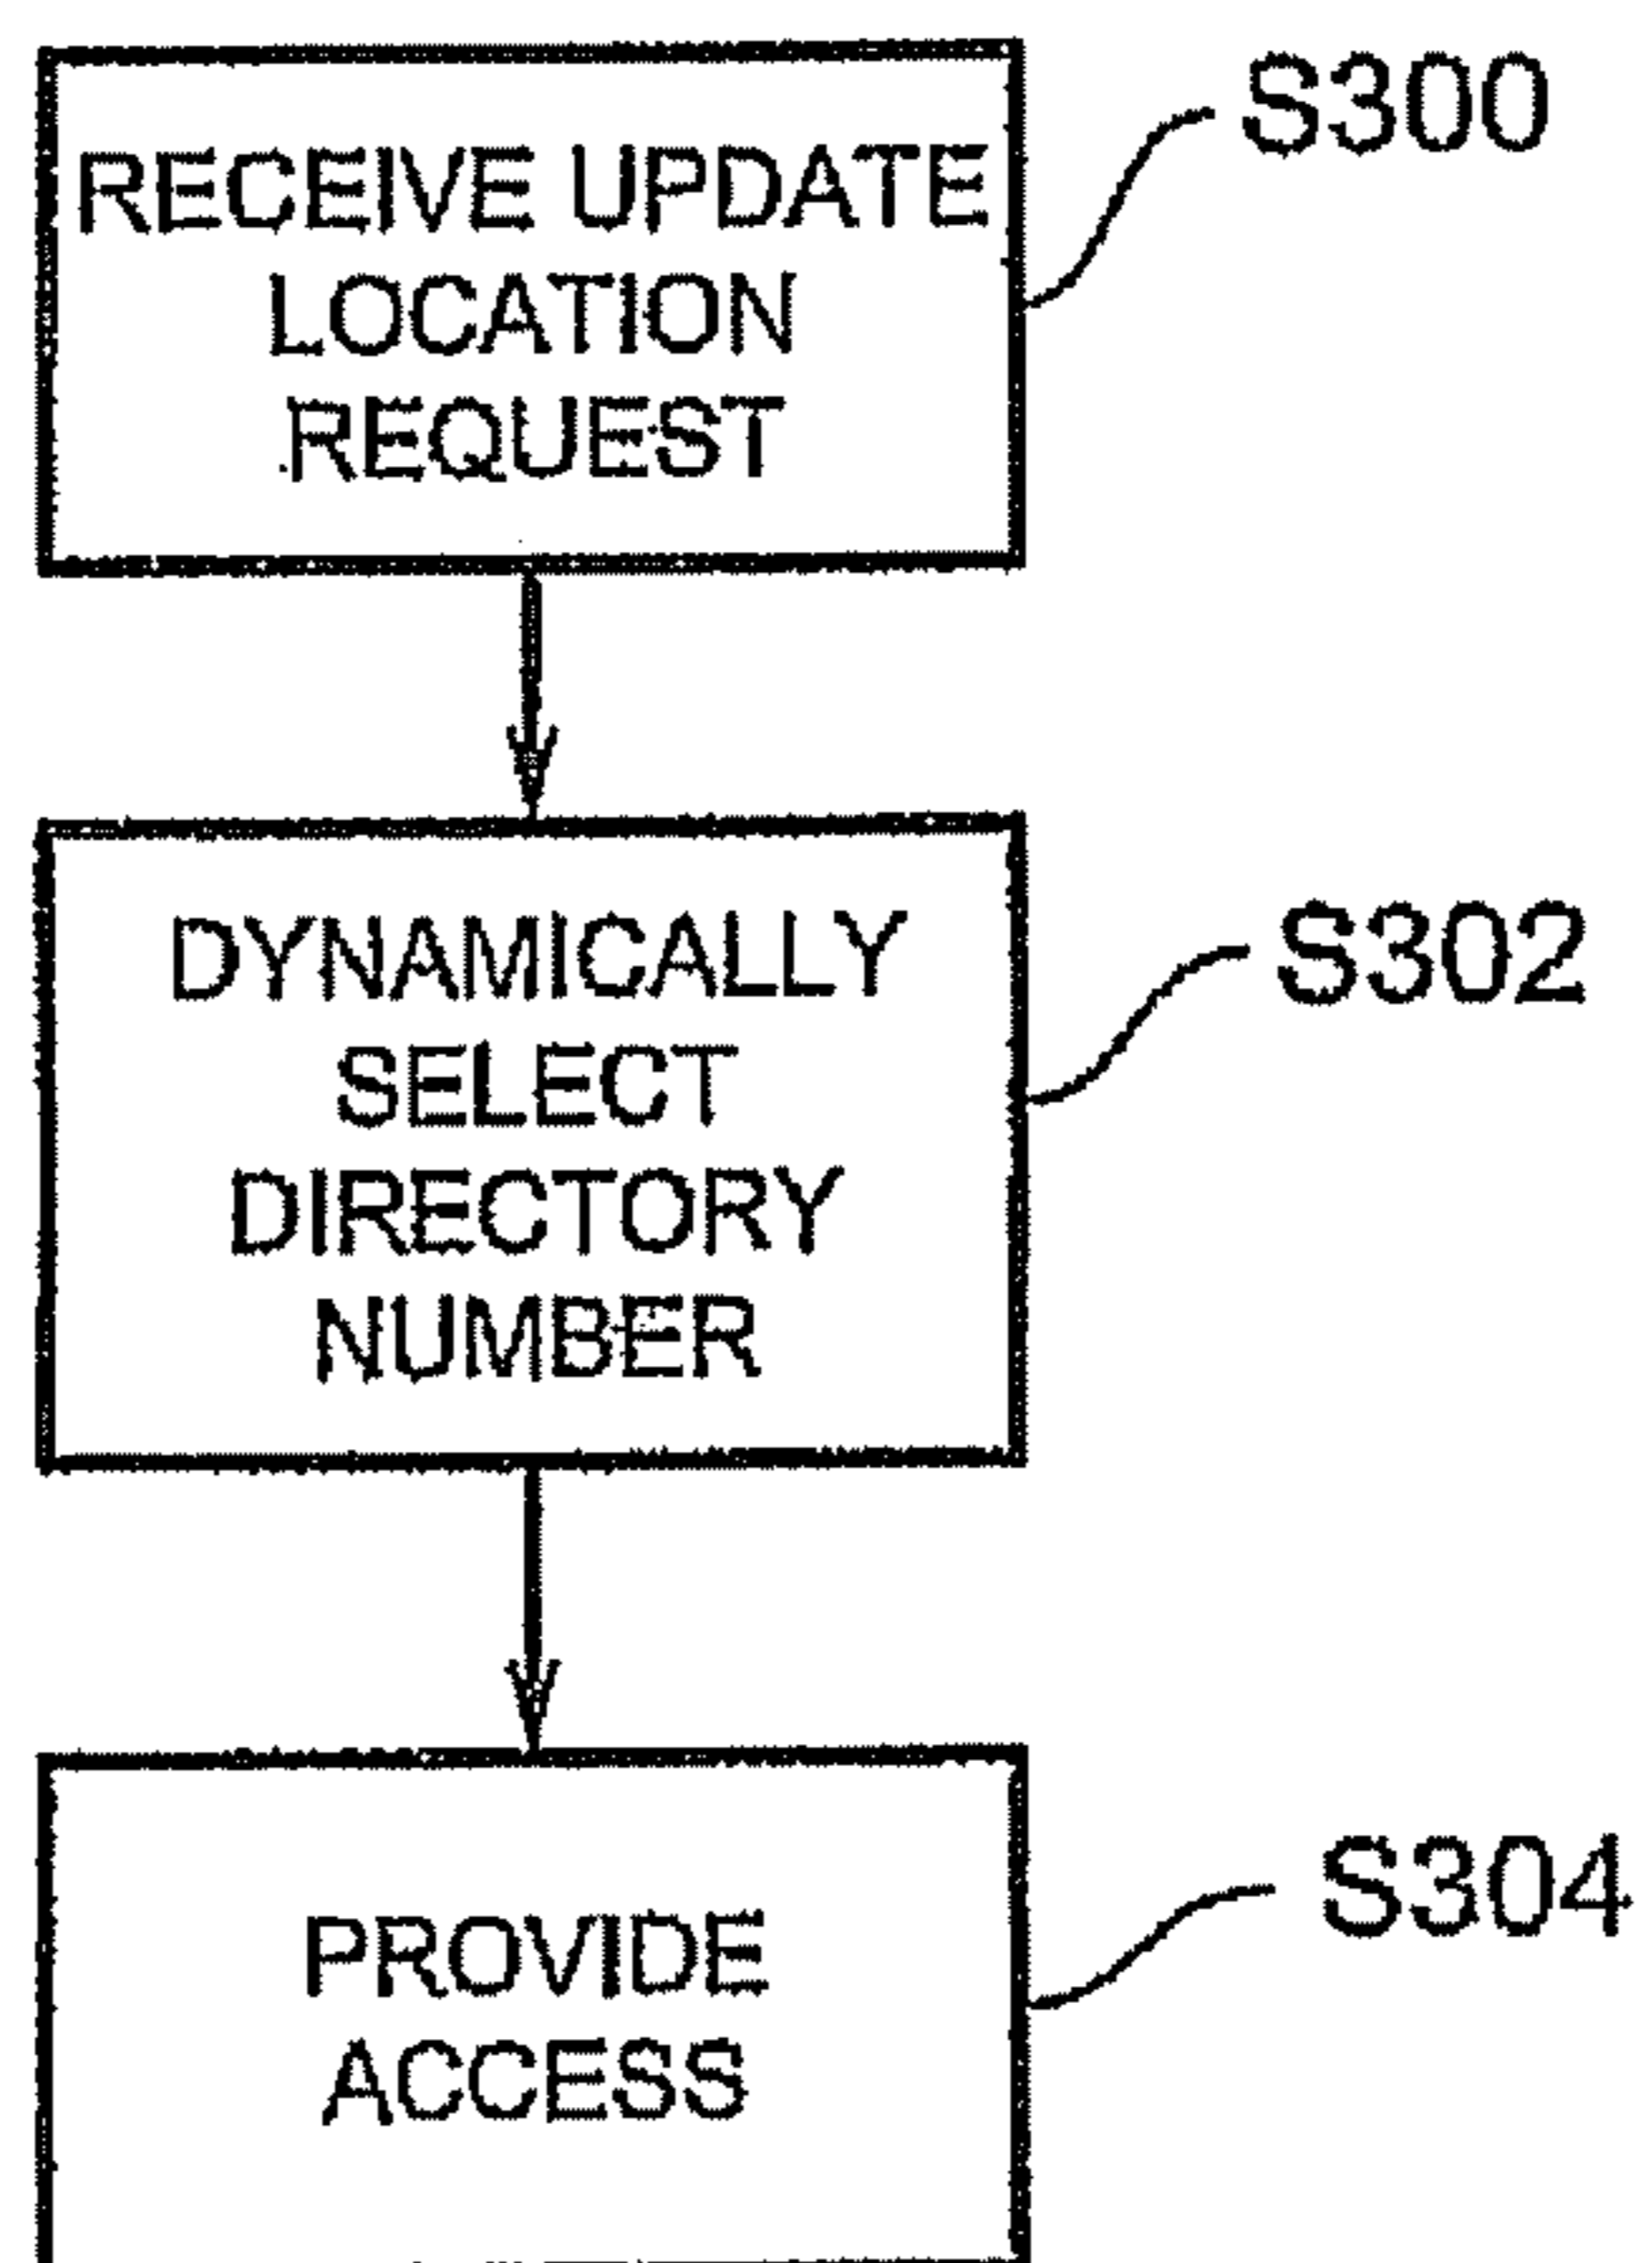 RECEIVE UPDATE
LOCATION
REQUEST
S300
DYNAMICALLY
SELECT
DIRECTORY
NUMBER
S302
PROVIDE
ACCESS
S304